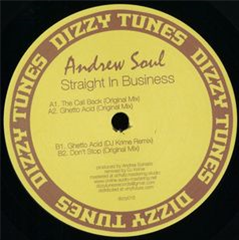 DIZZY TUNES
DIZZY TUNES
DIZZY TUNES
DIZZY TUNES
Andrew Soul
Straight In Business
A1. The Call Back (Original Mix)
A2. Ghetto Acid (Original Mix)
B1. Ghetto Acid (DJ Krime Remix)
B2. Don't Stop (Original Mix)